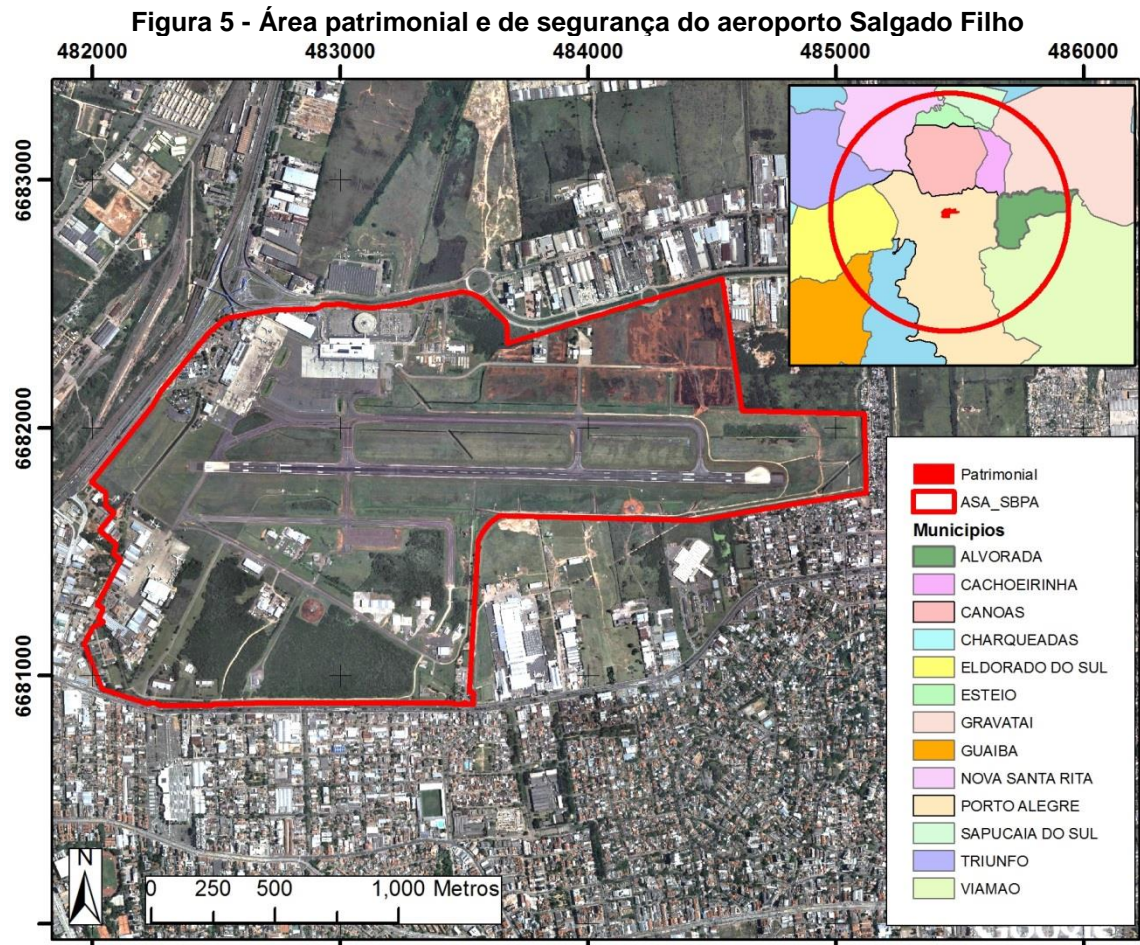 Figura 5 - Área patrimonial e de segurança do aeroporto Salgado Filho
482000 483000 484000 485000 486000
6683000
6682000
6681000
Patrimonial
ASA_SBPA
Municipios
ALVORADA
CACHOEIRINHA
CANOAS
CHARQUEADAS
ELDORADO DO SUL
ESTEIO
GRAVATAI
GUAIBA
NOVA SANTA RITA
PORTO ALEGRE
SAPUCAIA DO SUL
TRIUNFO
VIAMAO
N
0 250 500 1,000 Metros